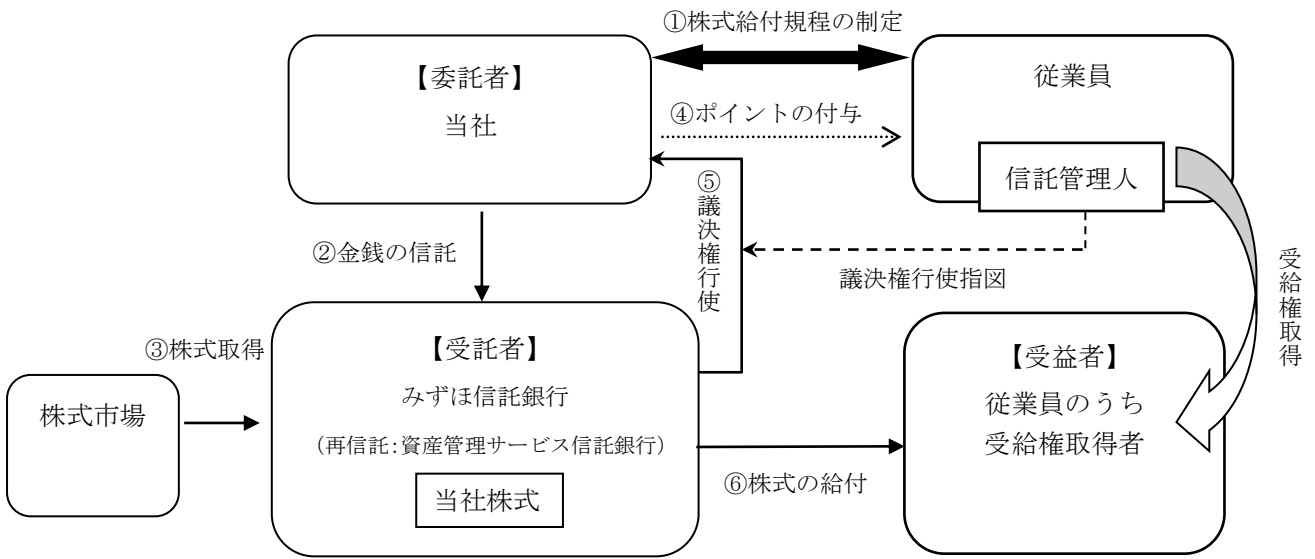 ①株式給付規程の制定
【委託者】
当社
従業員
④ポイントの付与
信託管理人
⑤議決権行使
②金銭の信託
議決権行使指図
受給権取得
③株式取得
【受託者】
みずほ信託銀行
（再信託：資産管理サービス信託銀行）
当社株式
株式市場
【受益者】
従業員のうち
受給権取得者
⑥株式の給付